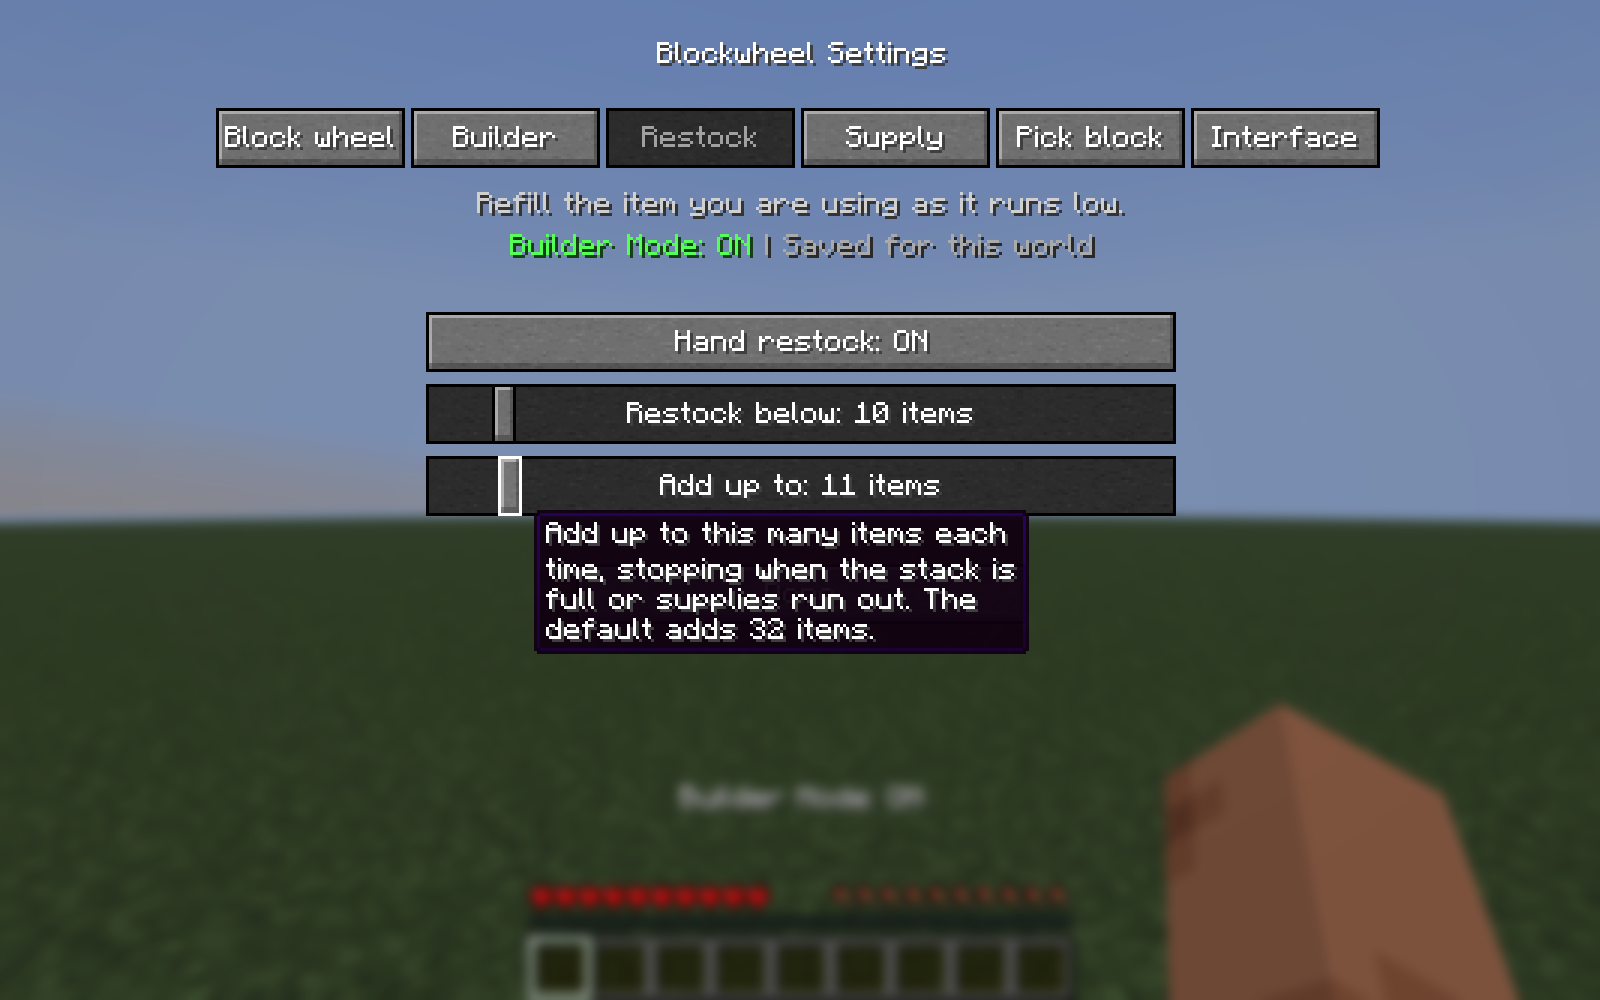 Blockwheel Settings
Block wheel
Builder
Restock
Supply
Pick block
Interface
Refill the item you are using as it runs low.
Builder Mode: ON | Saved for this world
Hand restock: ON
Restock below: 10 items
Add up to: 11 items
Add up to this many items each
time, stopping when the stack is
full or supplies run out. The
default adds 32 items.
Builder Mode ON